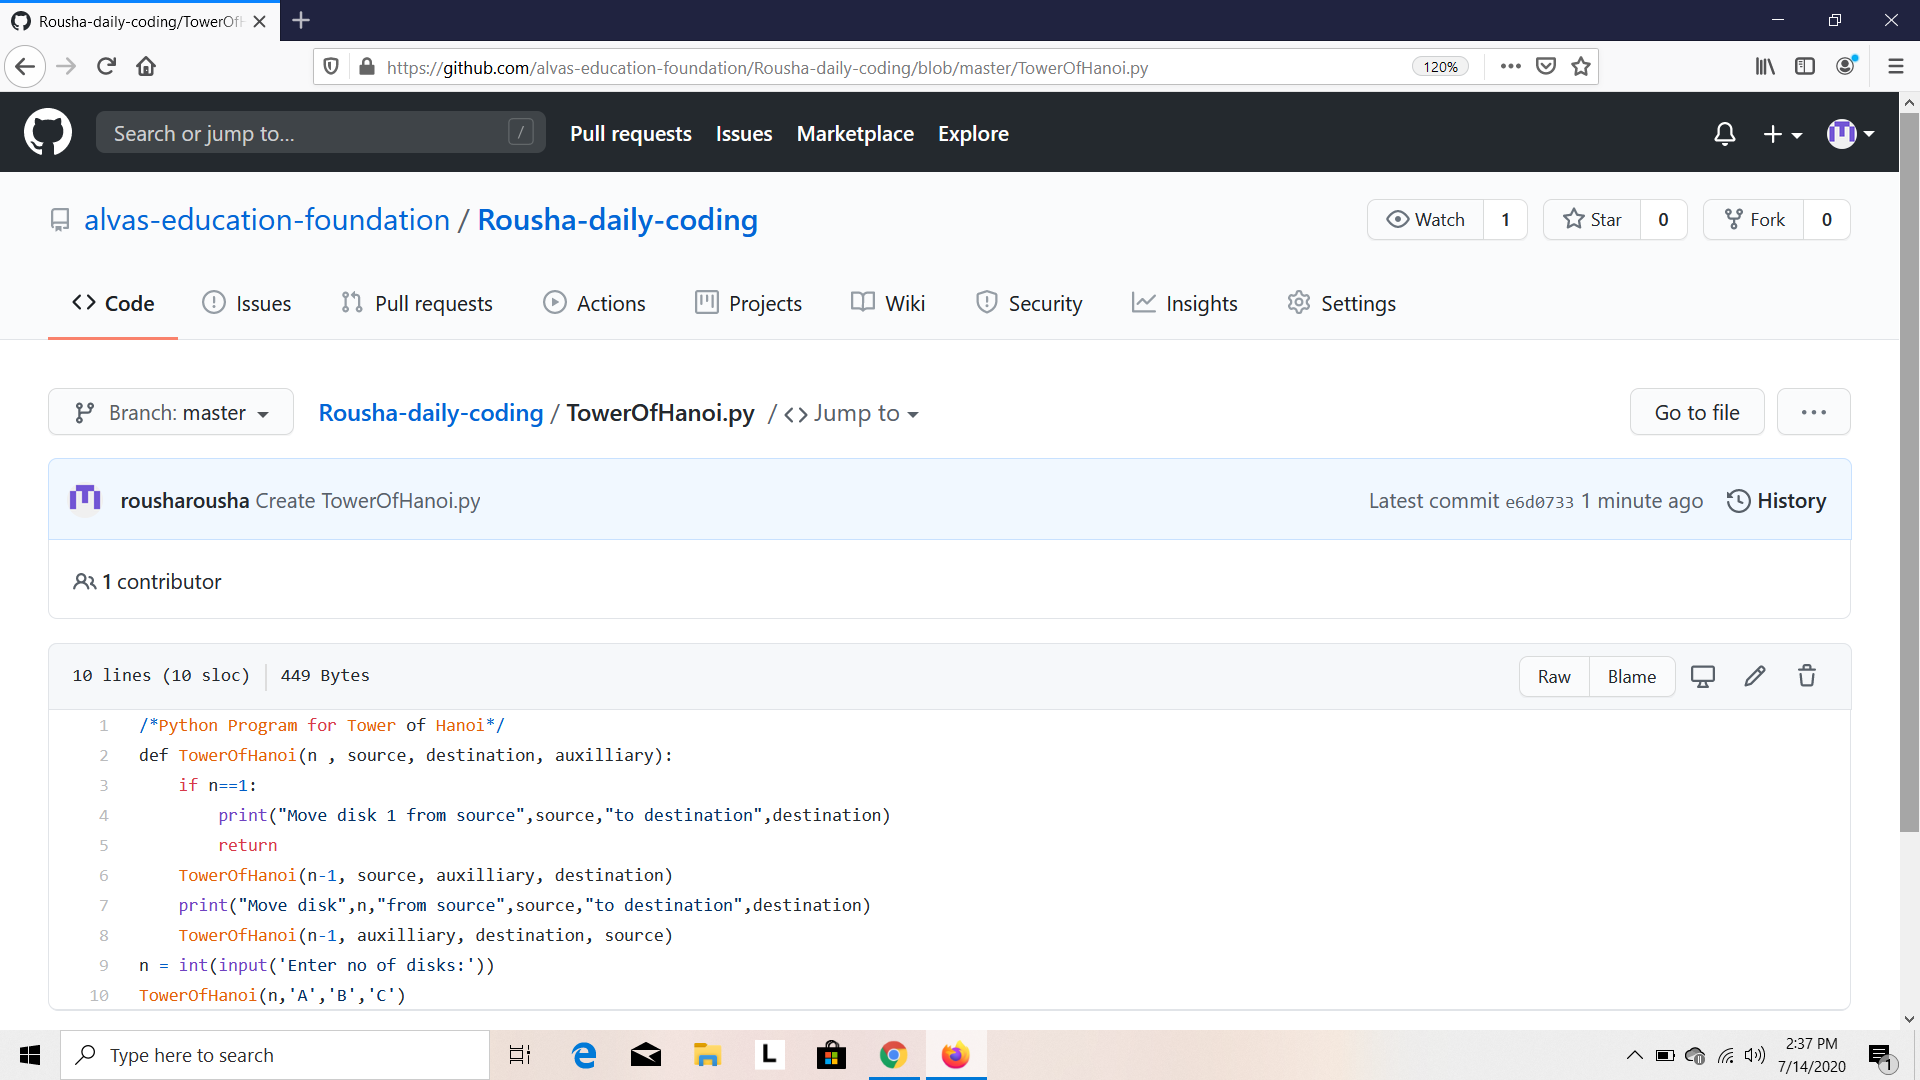 Rousha-daily-coding/TowerOfH
https://github.com/alvas-education-foundation/Rousha-daily-coding/blob/master/TowerOfHanoi.py
120%
Search or jump to...
/
Pull requests
Issues
Marketplace
Explore
alvas-education-foundation / Rousha-daily-coding
Watch 1
Star 0
Fork 0
Code
Issues
Pull requests
Actions
Projects
Wiki
Security
Insights
Settings
Branch: master
Rousha-daily-coding / TowerOfHanoi.py / <> Jump to
Go to file
rousharousha Create TowerOfHanoi.py
Latest commit e6d0733 1 minute ago
History
1 contributor
10 lines (10 sloc)
449 Bytes
Raw
Blame
1 /*Python Program for Tower of Hanoi*/
2 def TowerOfHanoi(n , source, destination, auxilliary):
3 if n==1:
4 print("Move disk 1 from source",source,"to destination",destination)
5 return
6 TowerOfHanoi(n-1, source, auxilliary, destination)
7 print("Move disk",n,"from source",source,"to destination",destination)
8 TowerOfHanoi(n-1, auxilliary, destination, source)
9 n = int(input('Enter no of disks:'))
10 TowerOfHanoi(n,'A','B','C')
Type here to search
L
2:37 PM
7/14/2020
1